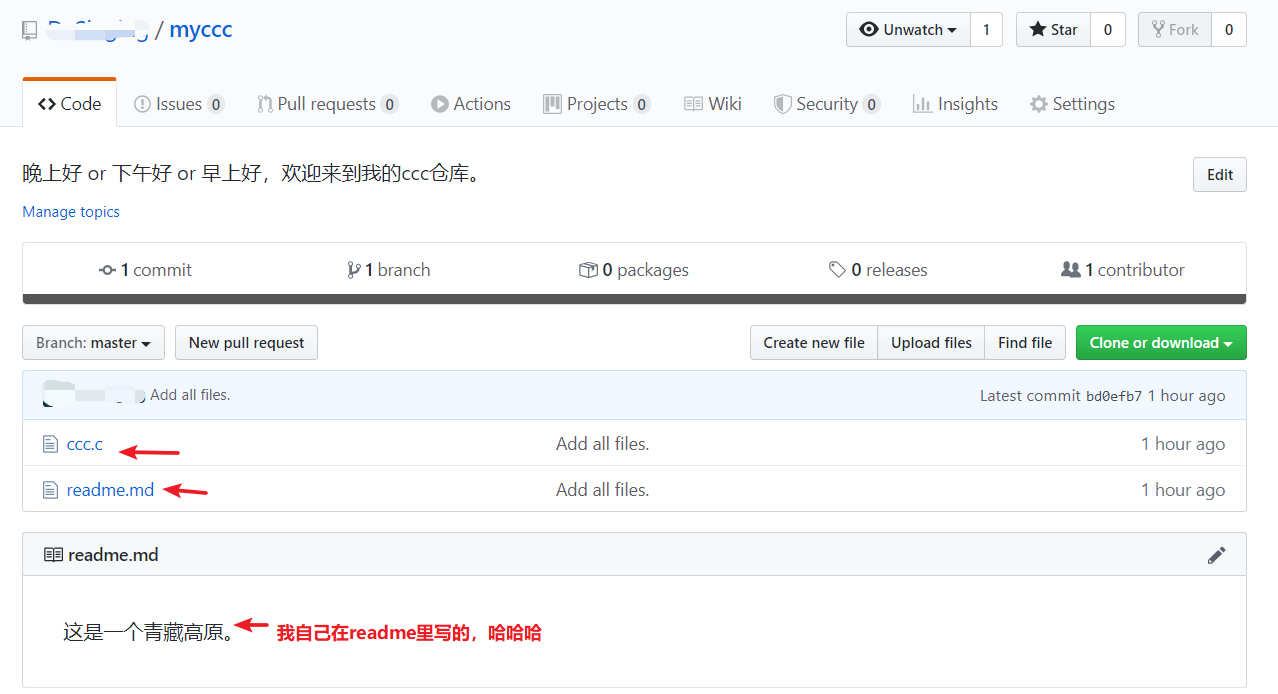 / myccc Unwatch 1 Star 0 Fork 0
Code Issues 0 Pull requests 0 Actions Projects 0 Wiki Security 0 Insights Settings
晚上好 or 下午好 or 早上好，欢迎来到我的ccc仓库。 Edit
Manage topics
1 commit 1 branch 0 packages 0 releases 1 contributor
Branch: master New pull request Create new file Upload files Find file Clone or download
Add all files. Latest commit bd0efb7 1 hour ago
ccc.c Add all files. 1 hour ago
readme.md Add all files. 1 hour ago
readme.md
这是一个青藏高原。 我自己在readme里写的，哈哈哈